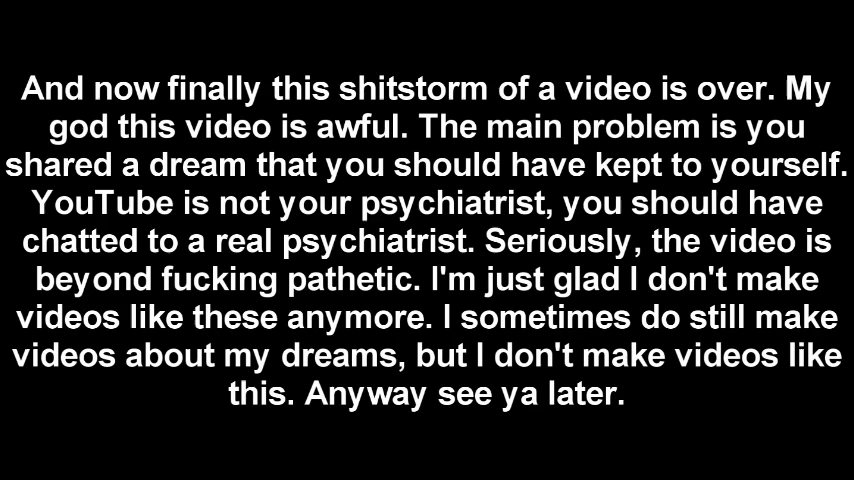 And now finally this shitstorm of a video is over. My
god this video is awful. The main problem is you
shared a dream that you should have kept to yourself.
YouTube is not your psychiatrist, you should have
chatted to a real psychiatrist. Seriously, the video is
beyond fucking pathetic. I'm just glad I don't make
videos like these anymore. I sometimes do still make
videos about my dreams, but I don't make videos like
this. Anyway see ya later.